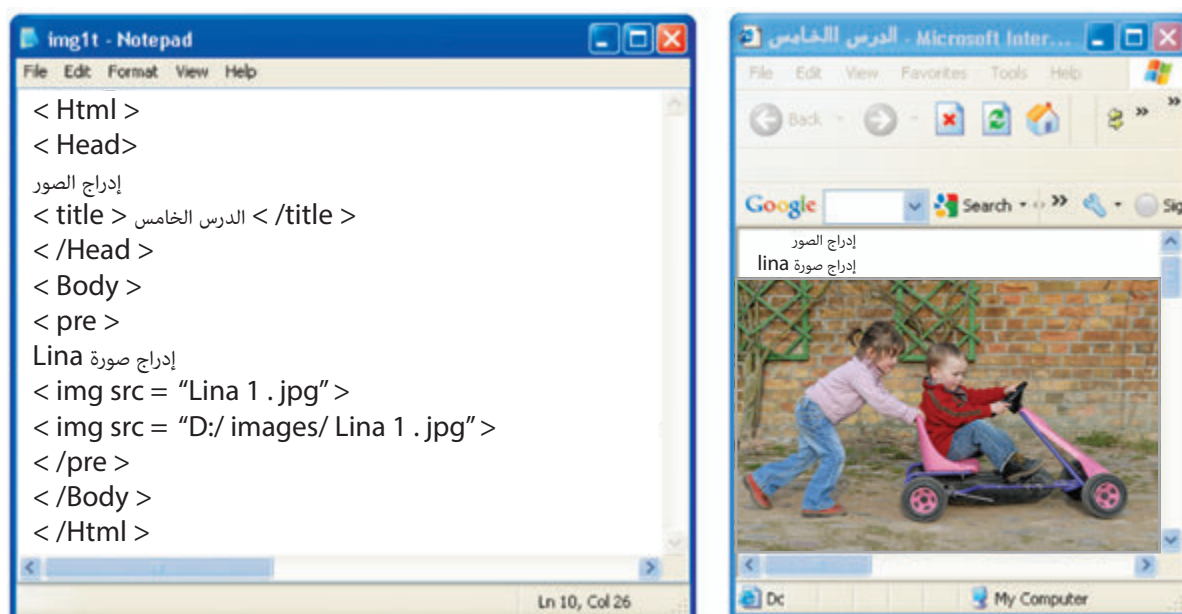 img1t - Notepad
File Edit Format View Help
< Html >
< Head>
إدراج الصور
< title > الدرس الخامس < /title >
< /Head >
< Body >
< pre >
إدراج صورة Lina
< img src = “Lina 1 . jpg” >
< img src = “D:/ images/ Lina 1 . jpg” >
< /pre >
< /Body >
< /Html >
Ln 10, Col 26
الدرس االخامس - Microsoft Inter...
File Edit View Favorites Tools Help
Back
Google Search Sig
إدراج الصور
إدراج صورة lina
Dc My Computer